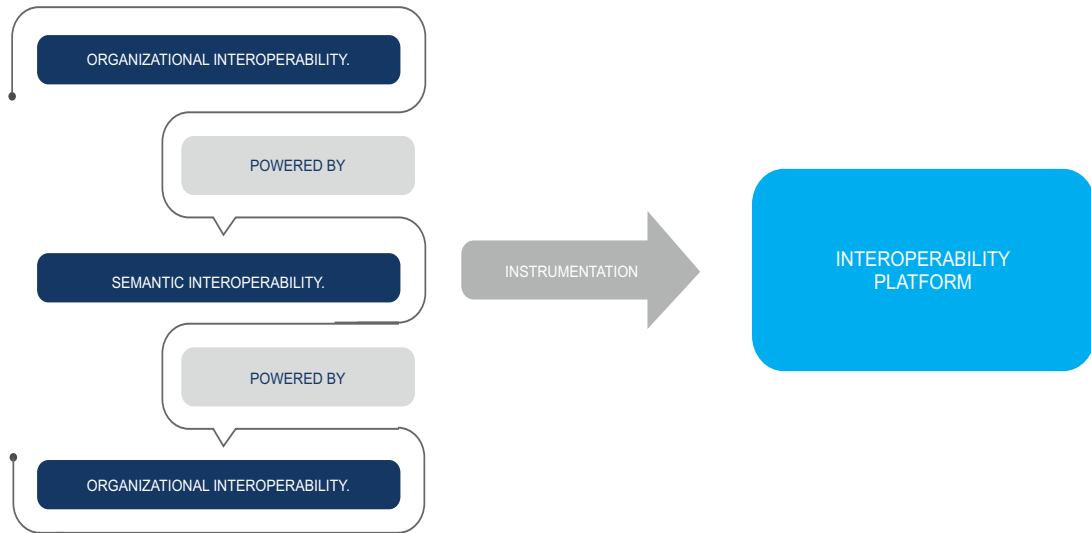 ORGANIZATIONAL INTEROPERABILITY.
POWERED BY
SEMANTIC INTEROPERABILITY.
POWERED BY
ORGANIZATIONAL INTEROPERABILITY.
INSTRUMENTATION
INTEROPERABILITY
PLATFORM